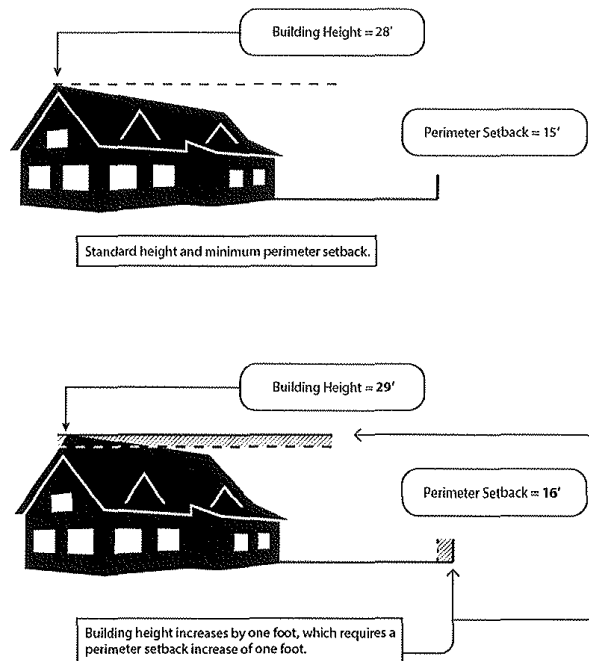 Building Height = 28'
Perimeter Setback = 15'
Standard height and minimum perimeter setback.
Building Height = 29'
Perimeter Setback = 16'
Building height increases by one foot, which requires a
perimeter setback increase of one foot.